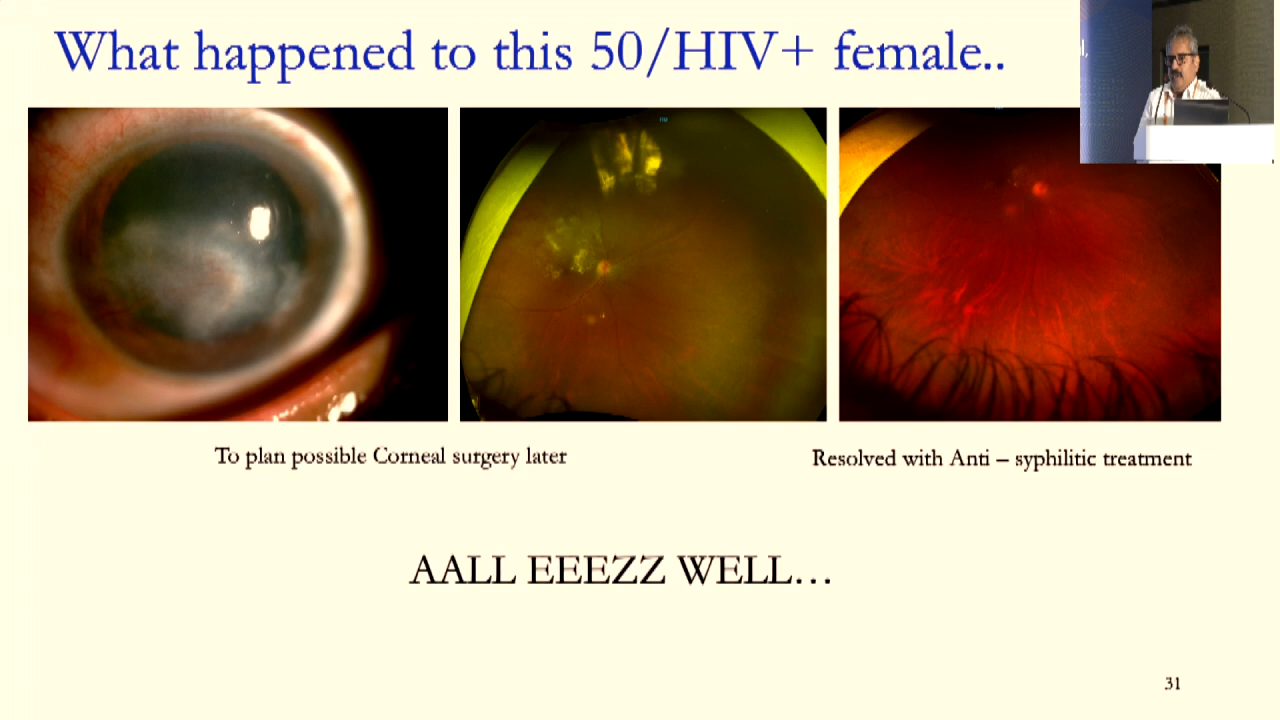 What happened to this 50/HIV+ female..
To plan possible Corneal surgery later
Resolved with Anti – syphilitic treatment
AALL EEEZZ WELL…
31